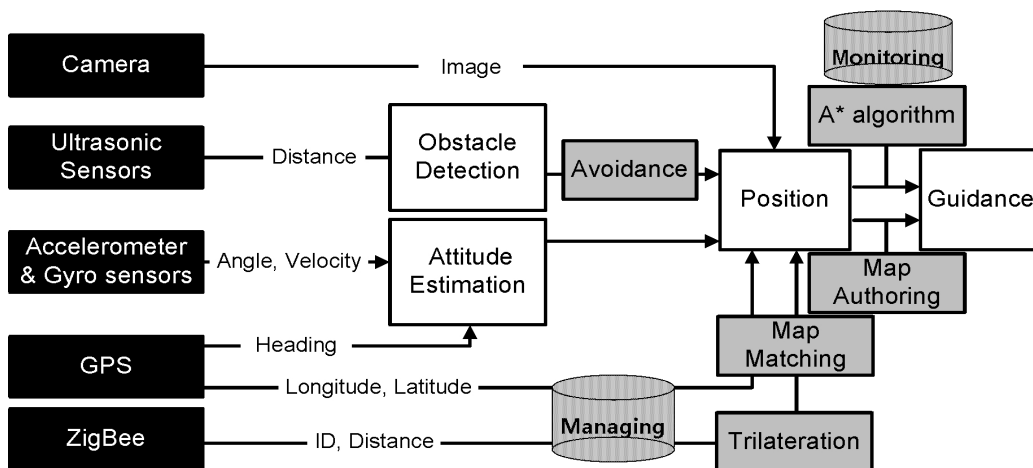 Camera
Image
Monitoring
A* algorithm
Ultrasonic
Sensors
Distance
Obstacle
Detection
Avoidance
Position
Guidance
Accelerometer
& Gyro sensors
Angle, Velocity
Attitude
Estimation
Map
Authoring
GPS
Heading
Longitude, Latitude
Map
Matching
ZigBee
ID, Distance
Managing
Trilateration